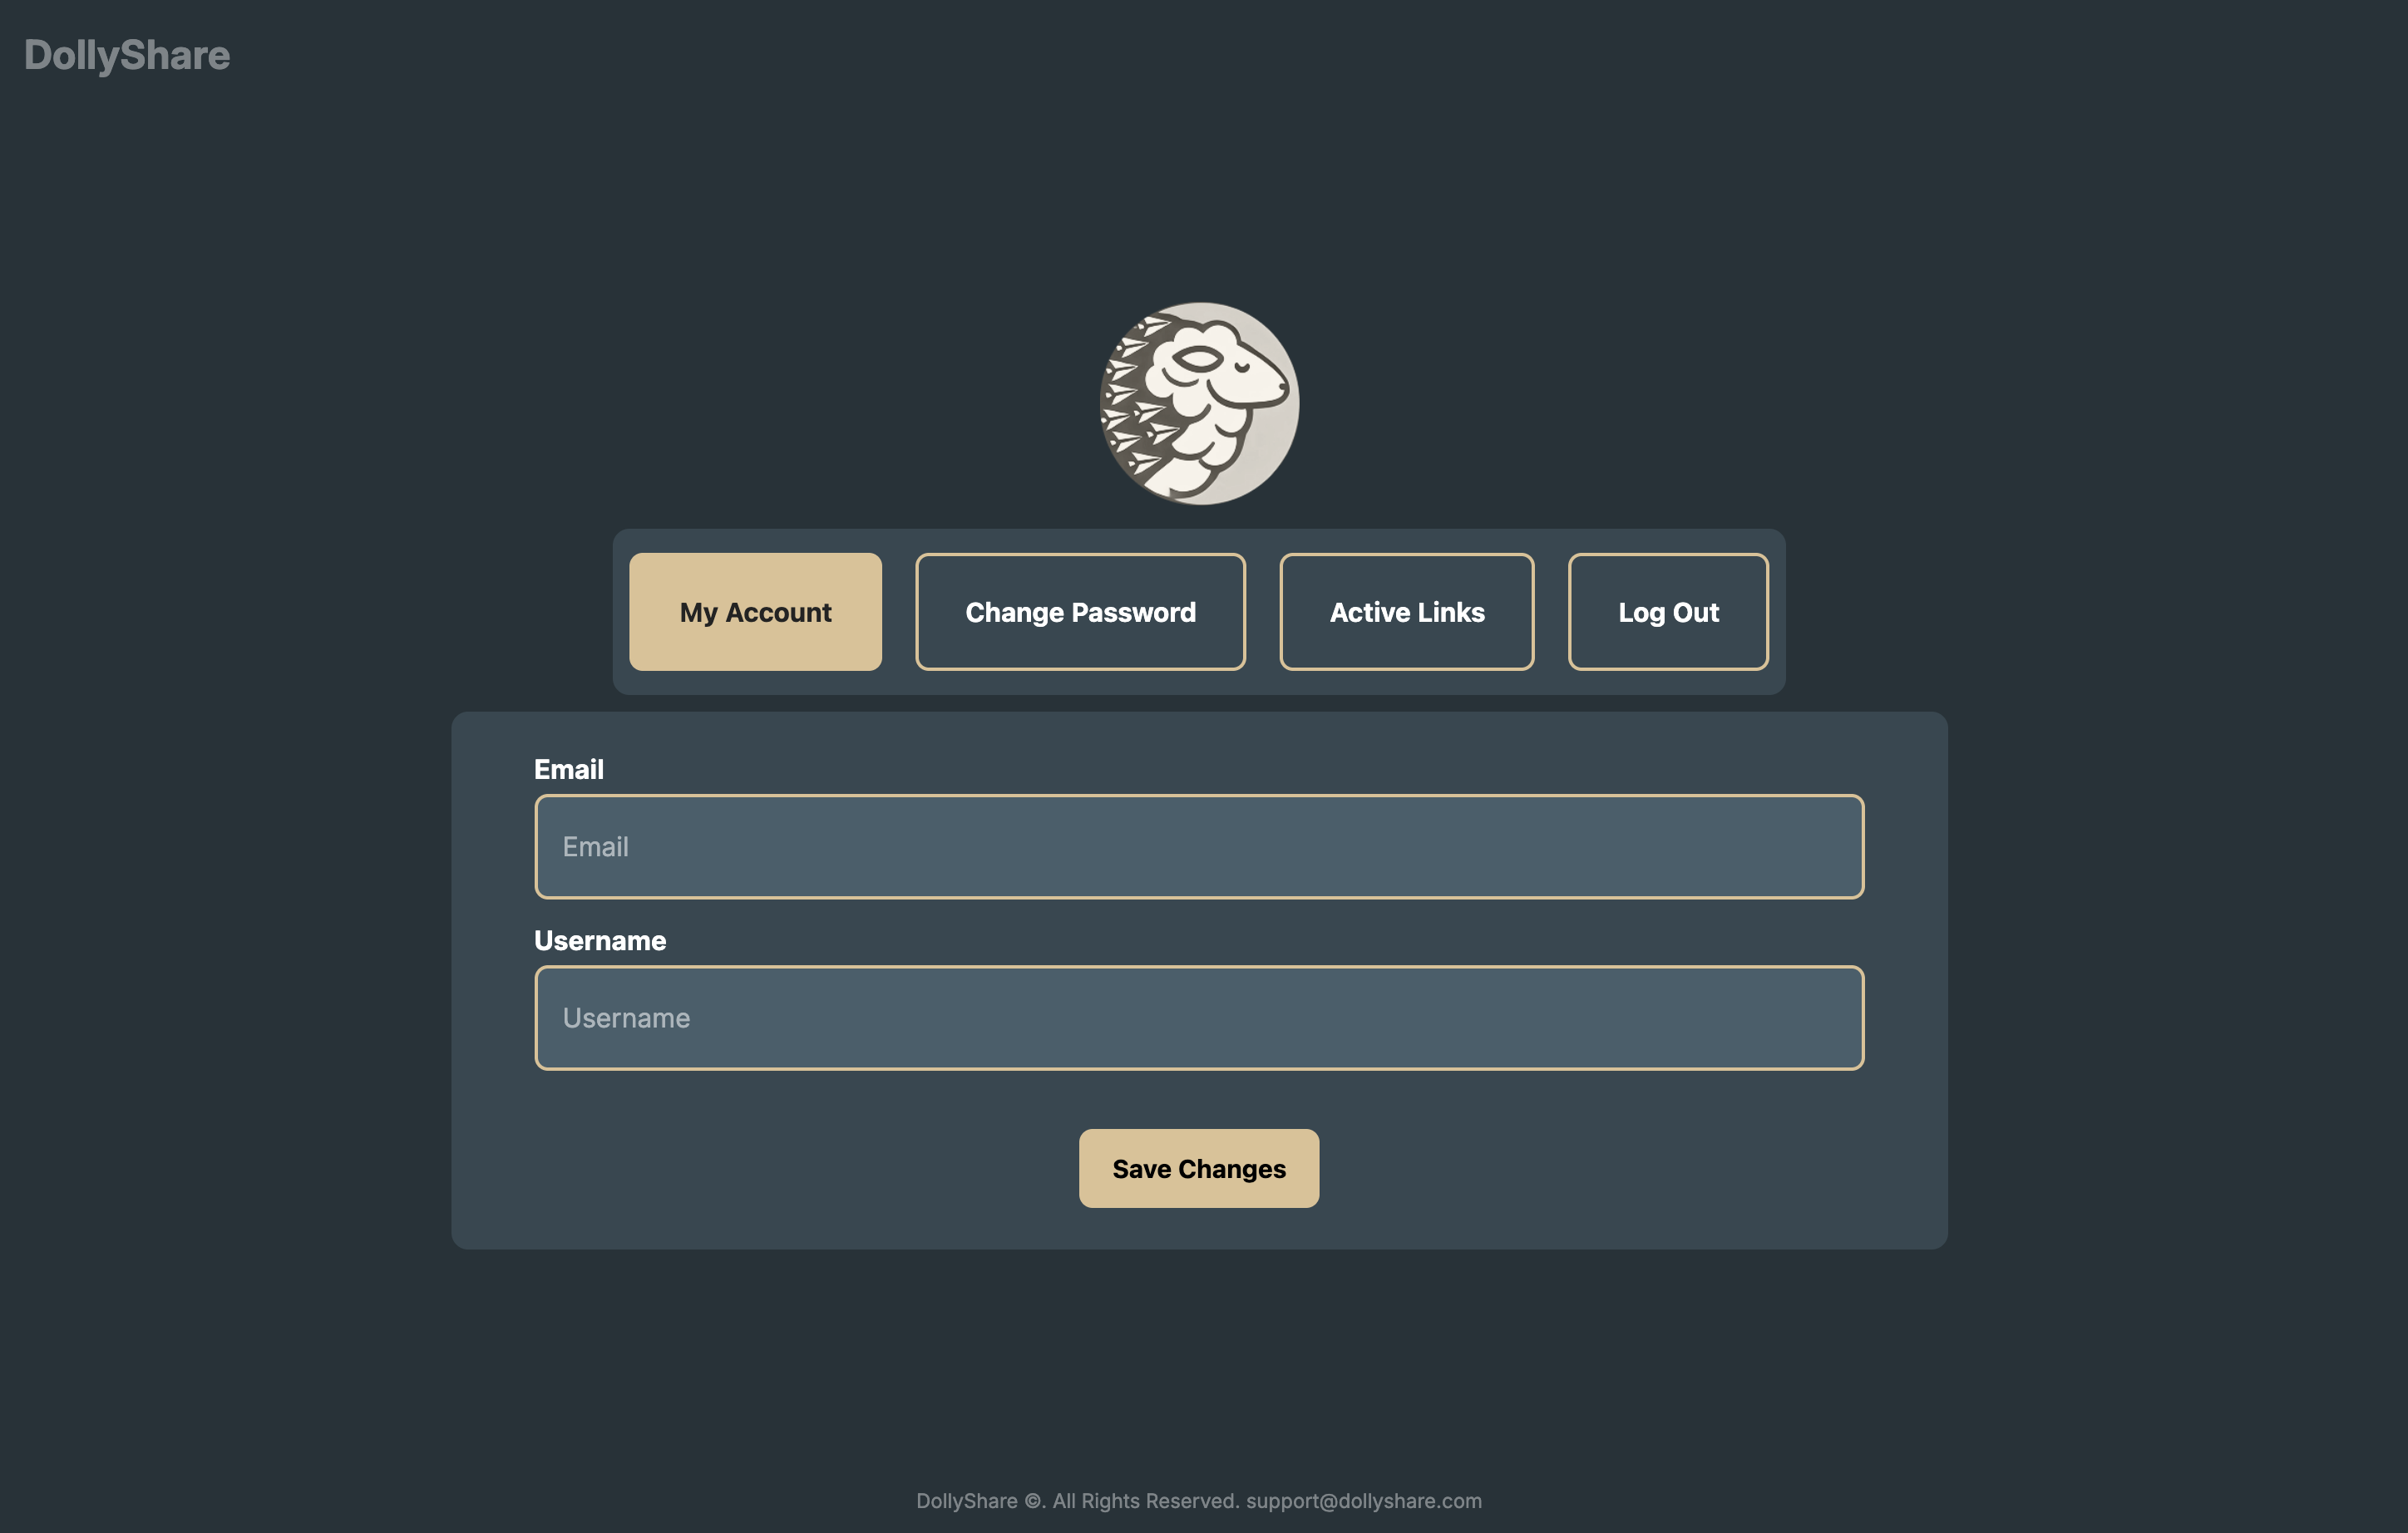 DollyShare
My Account
Change Password
Active Links
Log Out
Email
Email
Username
Username
Save Changes
DollyShare ©. All Rights Reserved. support@dollyshare.com